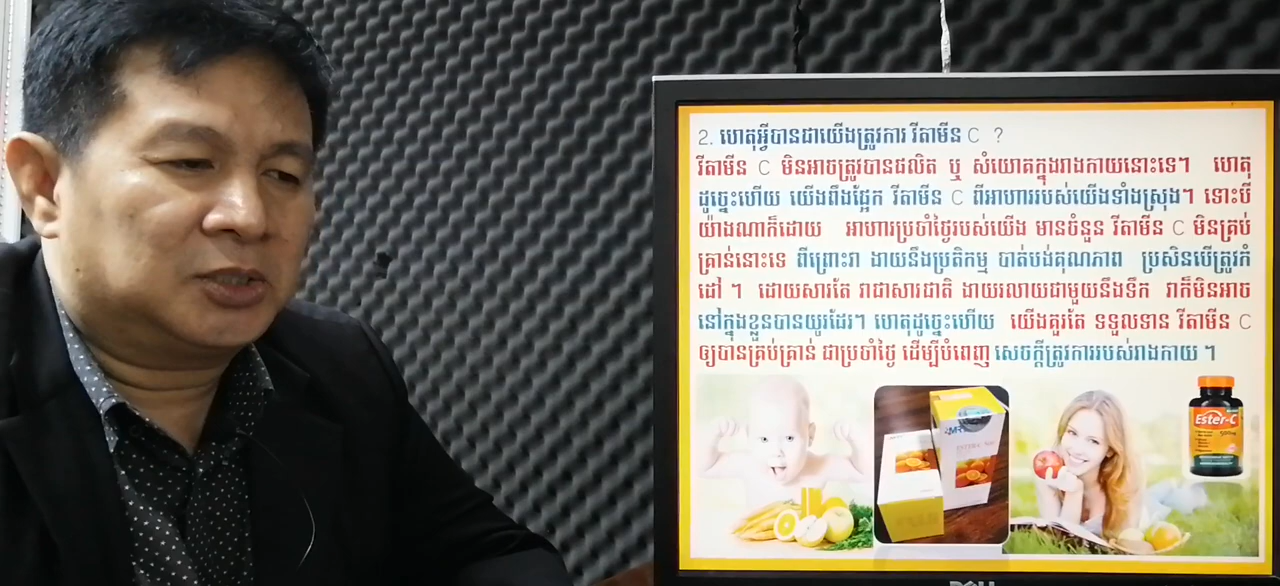 2. ហេតុអ្វីបានជាយើងត្រូវការ វីតាមីន C ?
វីតាមីន C មិនអាចត្រូវបានផលិត ឬ សំយោគក្នុងរាងកាយនោះទេ។ ហេតុ
ដូច្នេះហើយ យើងពឹងផ្អែក វីតាមីន C ពីអាហាររបស់យើងទាំងស្រុង។ ទោះបី
យ៉ាងណាក៏ដោយ អាហារប្រចាំថ្ងៃរបស់យើង មានចំនួន វីតាមីន C មិនគ្រប់
គ្រាន់នោះទេ ពីព្រោះវា ងាយនឹងប្រតិកម្ម បាត់បង់គុណភាព ប្រសិនបើត្រូវកំ
ដៅ ។ ដោយសារតែ វាជាសារជាតិ ងាយរលាយជាមួយនឹងទឹក វាក៏មិនអាច
នៅក្នុងខ្លួនបានយូរដែរ។ ហេតុដូច្នេះហើយ យើងគួរតែ ទទួលទាន វីតាមីន C
ឲ្យបានគ្រប់គ្រាន់ ជាប្រចាំថ្ងៃ ដើម្បីបំពេញ សេចក្តីត្រូវការរបស់រាងកាយ ។
Ester-C